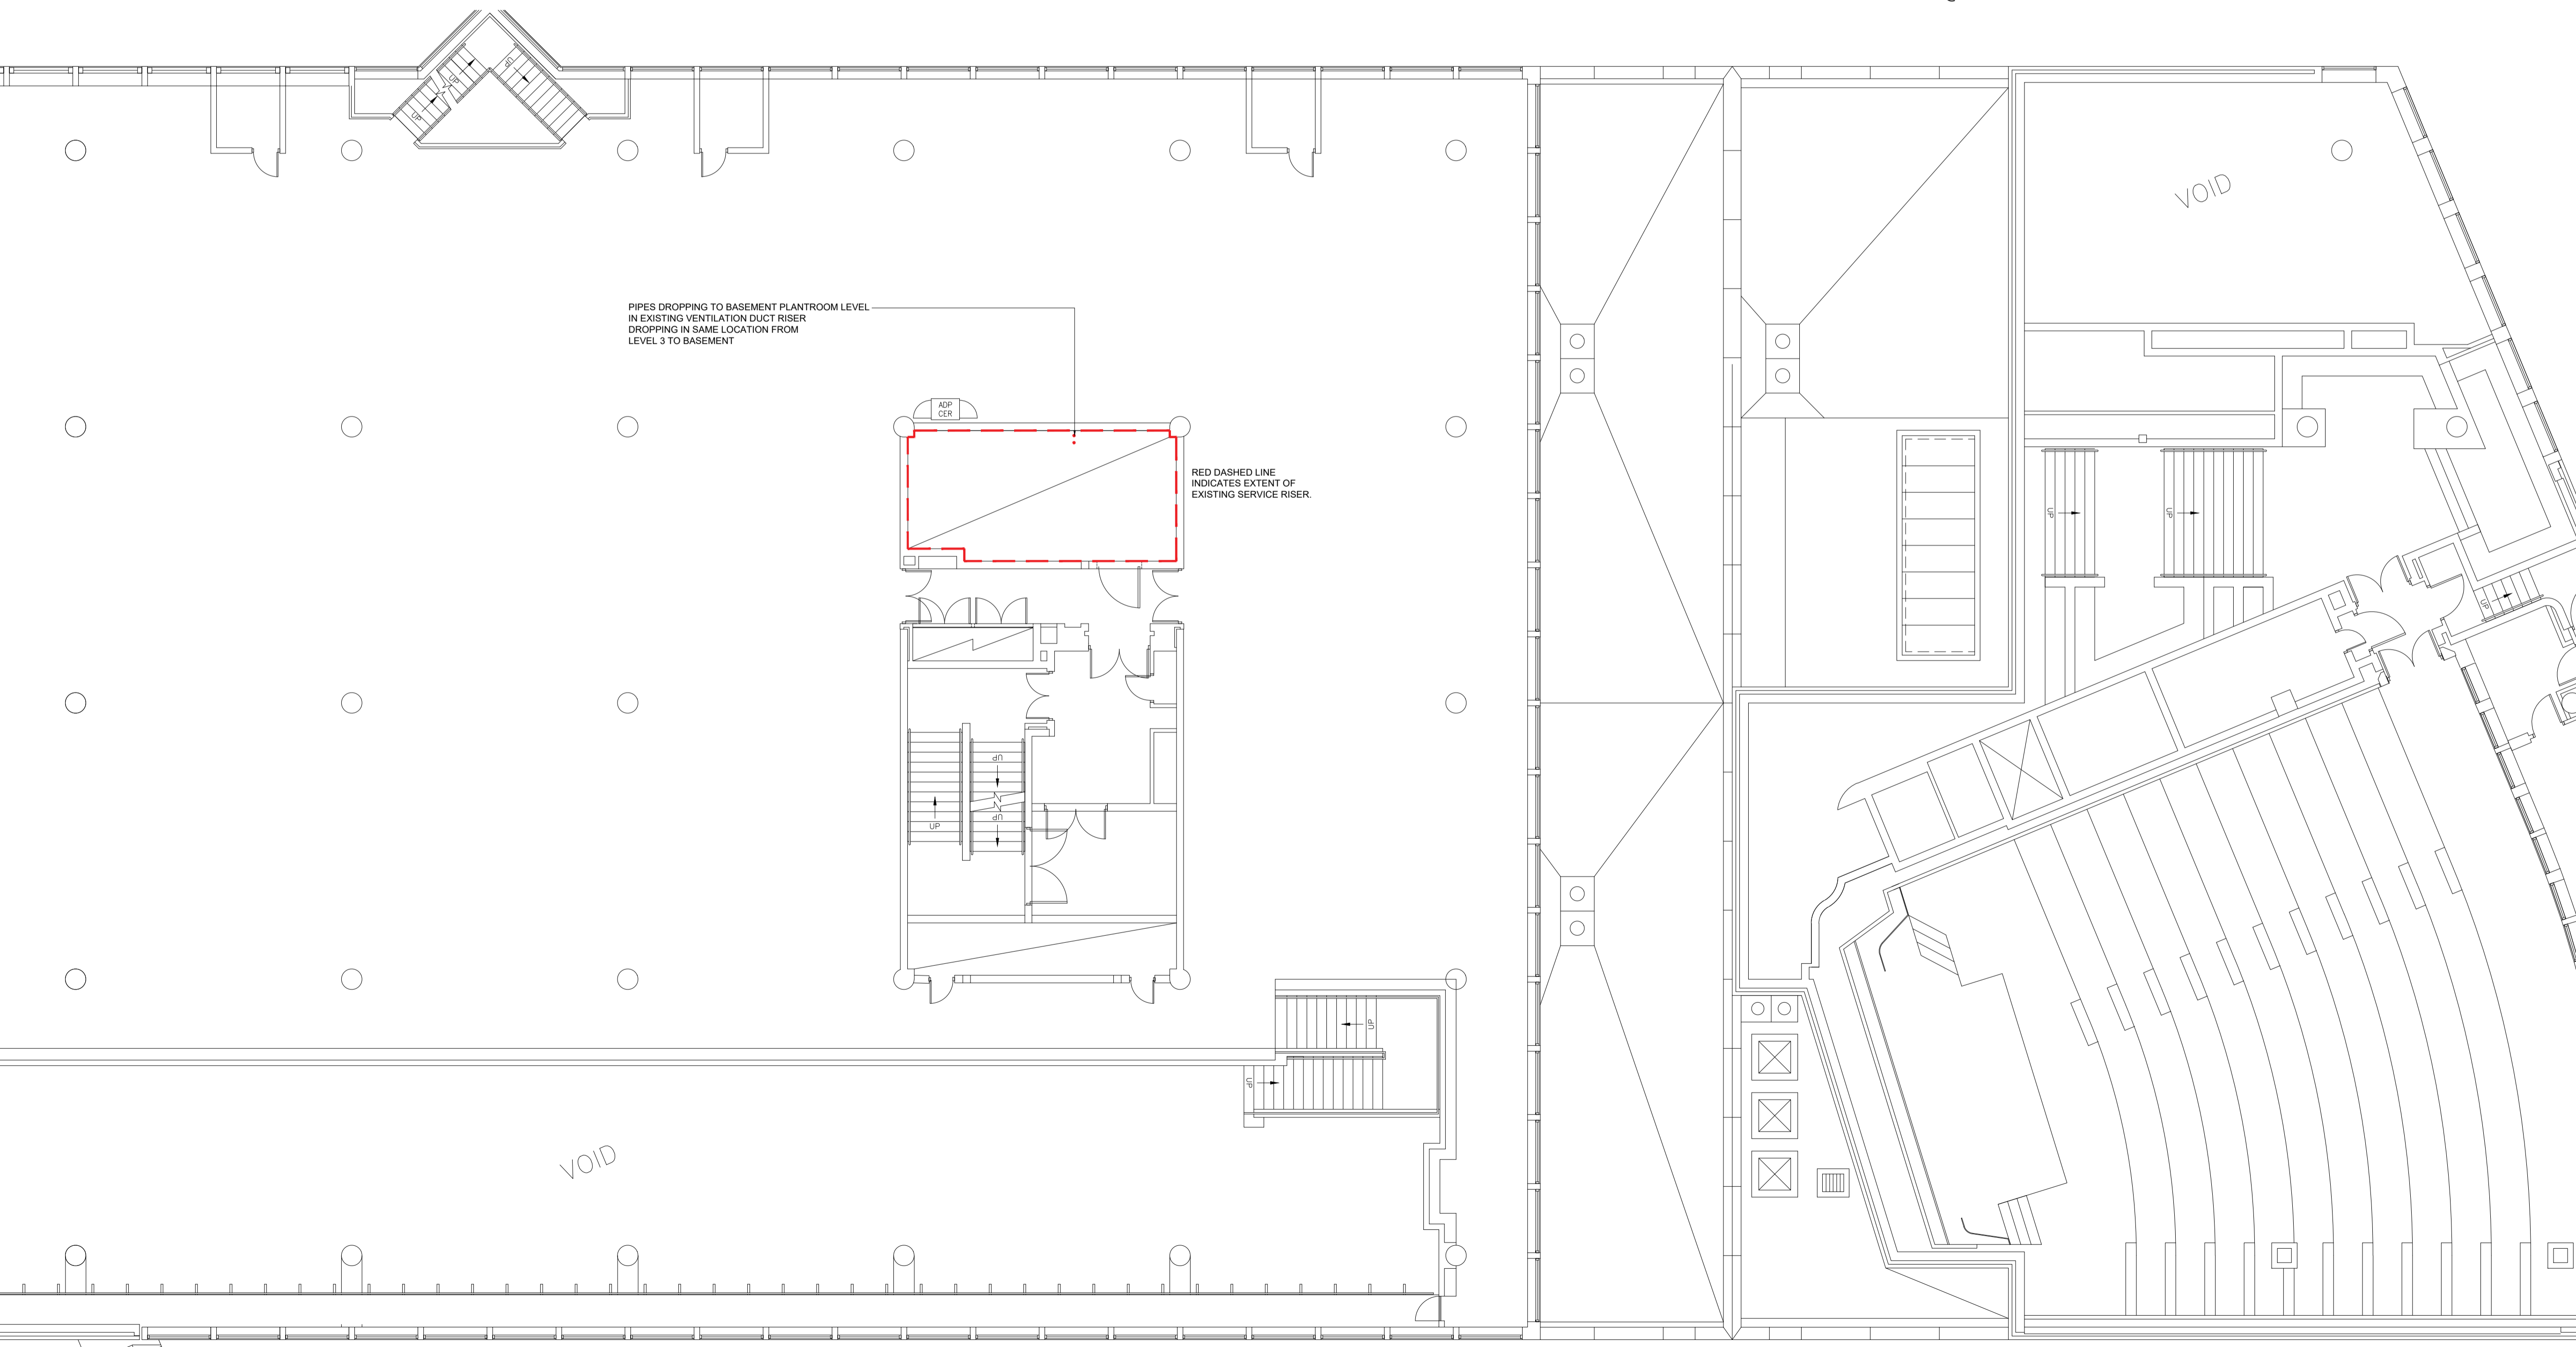 UP
UP
UP
VOID
PIPES DROPPING TO BASEMENT PLANTROOM LEVEL
IN EXISTING VENTILATION DUCT RISER
DROPPING IN SAME LOCATION FROM
LEVEL 3 TO BASEMENT
ADP
CER
RED DASHED LINE
INDICATES EXTENT OF
EXISTING SERVICE RISER.
UP
UP
UP
UP
UP
UP
UP
UP
VOID